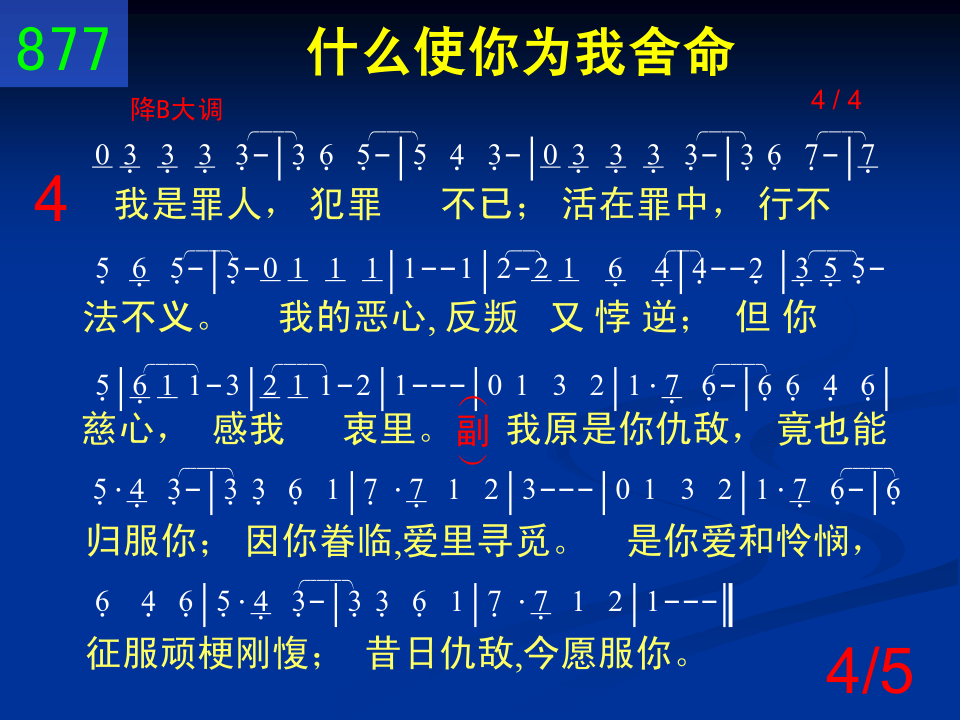 877
什么使你为我舍命
降B大调
4 / 4
4
0 3 3 3 3-|3 6 5-|5 4 3-|0 3 3 3 3-|3 6 7-|7
我是罪人， 犯罪 不已； 活在罪中， 行不
5 6 5-|5-0 1 1 1|1--1|2-2 1 6 4|4--2|3 5 5-
法不义。 我的恶心, 反叛 又 悖 逆； 但 你
5|6 1 1-3|2 1 1-2|1---|0 1 3 2|1·7 6-|6 6 4 6|
慈心， 感我 衷里。（副）我原是你仇敌， 竟也能
5·4 3-|3 3 6 1|7·7 1 2|3---|0 1 3 2|1·7 6-|6
归服你； 因你眷临,爱里寻觅。 是你爱和怜悯，
6 4 6|5·4 3-|3 3 6 1|7·7 1 2|1---‖
征服顽梗刚愎； 昔日仇敌,今愿服你。
4/5